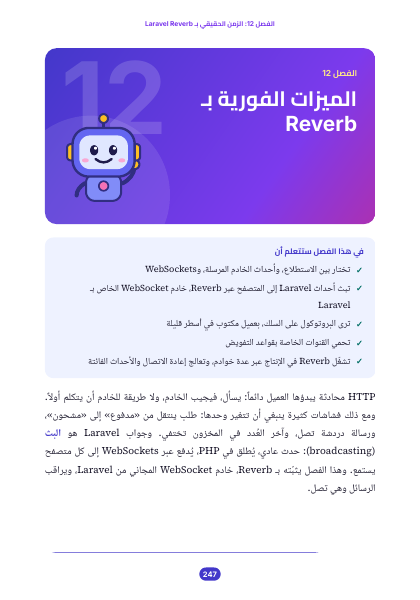 الفصل 12: الزمن الحقيقي بـ Laravel Reverb
12
الفصل 12
الميزات الفورية بـ
Reverb
في هذا الفصل ستتعلم أن
✓ تختار بين الاستطلاع، وأحداث الخادم المرسلة، وWebSockets
✓ تبث أحداث Laravel إلى المتصفح عبر Reverb، خادم WebSocket الخاص بـ
Laravel
✓ ترى البروتوكول على السلك، بعميل مكتوب في أسطر قليلة
✓ تحمي القنوات الخاصة بقواعد التفويض
✓ تشغّل Reverb في الإنتاج عبر عدة خوادم، وتعالج إعادة الاتصال والأحداث الفائتة
HTTP محادثة يبدؤها العميل دائماً: يسأل، فيجيب الخادم، ولا طريقة للخادم أن يتكلم أولاً.
ومع ذلك فشاشات كثيرة ينبغي أن تتغير وحدها: طلب ينتقل من «مدفوع» إلى «مشحون»،
ورسالة دردشة تصل، وآخر العُدد في المخزون تختفي. وجواب Laravel هو البث
(broadcasting): حدث عادي، يُطلق في PHP، يُدفع عبر WebSockets إلى كل متصفح
يستمع. وهذا الفصل يثبّته بـ Reverb، خادم WebSocket المجاني من Laravel، ويراقب
الرسائل وهي تصل.
247